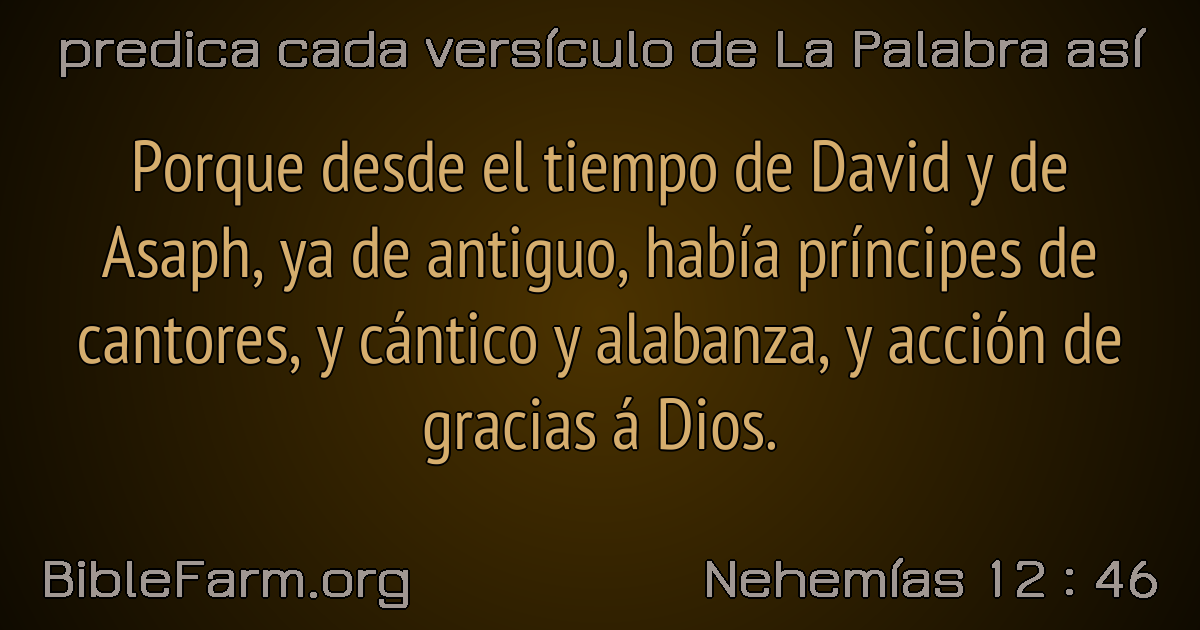 predica cada versículo de La Palabra así
Porque desde el tiempo de David y de
Asaph, ya de antiguo, había príncipes de
cantores, y cántico y alabanza, y acción de
gracias á Dios.
BibleFarm.org
Nehemías 12 : 46